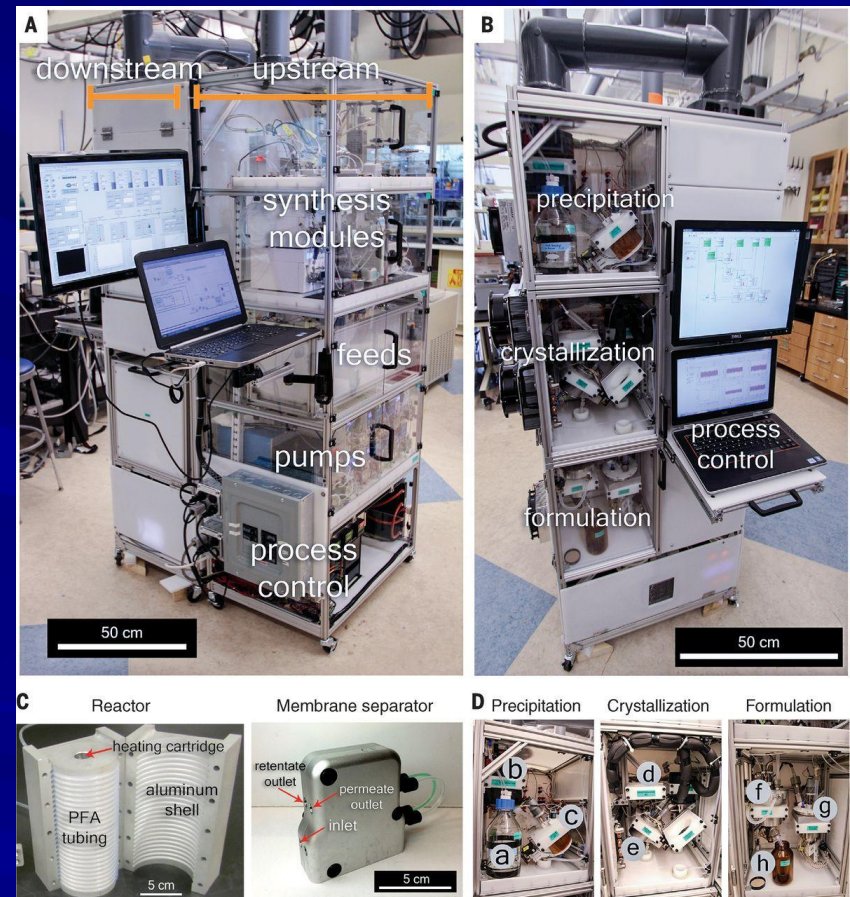 A
downstream
upstream
synthesis
modules
feeds
pumps
process
control
50 cm
B
precipitation
crystallization
formulation
process
control
DELL
50 cm
C
Reactor
heating cartridge
PFA
tubing
aluminum
shell
5 cm
Membrane separator
retentate
outlet
permeate
outlet
inlet
5 cm
D
Precipitation
b
c
a
Crystallization
d
e
Formulation
f
g
h